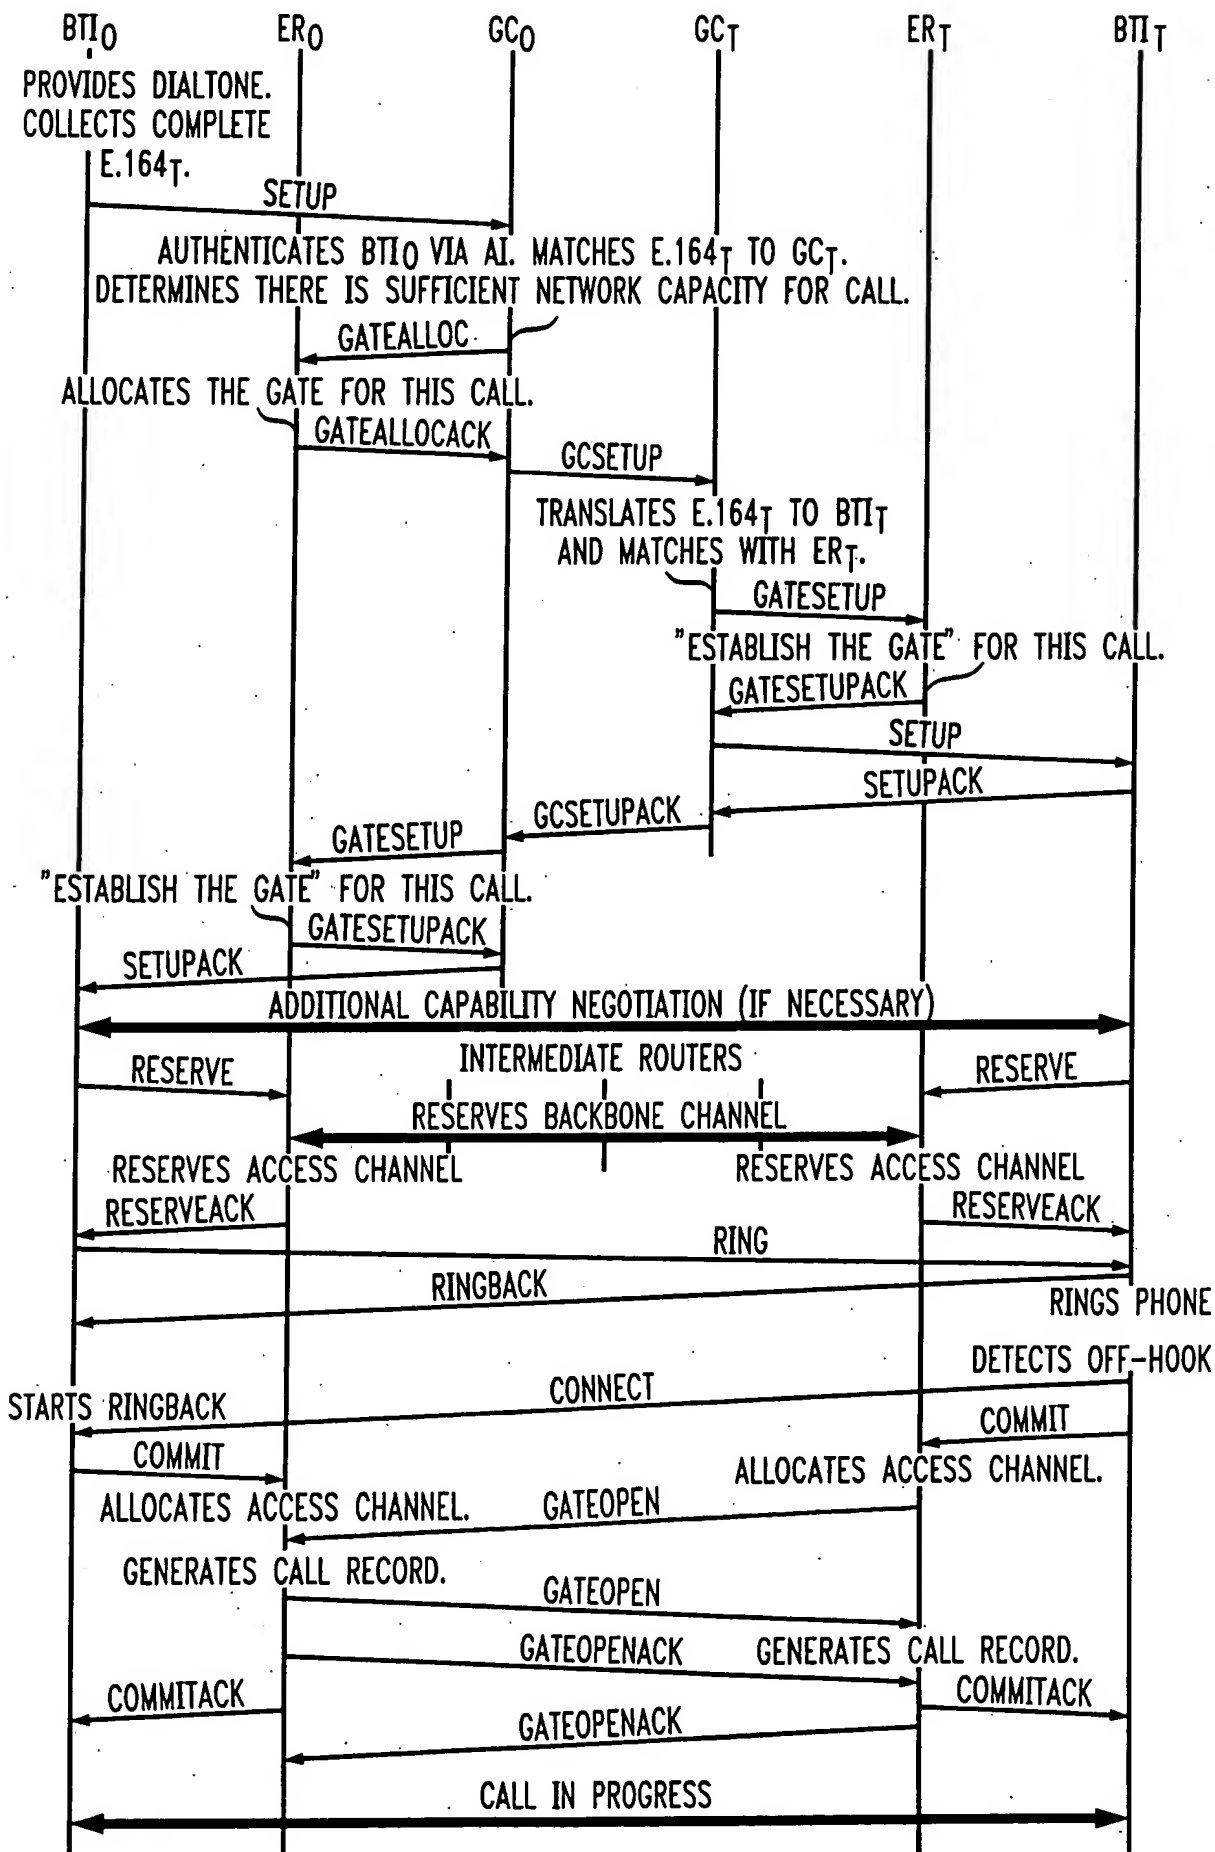 BTIO ERO GCO GCT ERT BTIT
PROVIDES DIALTONE.
COLLECTS COMPLETE
E.164T.
SETUP
AUTHENTICATES BTIO VIA AI. MATCHES E.164T TO GCT.
DETERMINES THERE IS SUFFICIENT NETWORK CAPACITY FOR CALL.
GATEALLOC
ALLOCATES THE GATE FOR THIS CALL.
GATEALLOCACK
GCSETUP
TRANSLATES E.164T TO BTIT
AND MATCHES WITH ERT.
GATESETUP
"ESTABLISH THE GATE" FOR THIS CALL.
GATESETUPACK
SETUP
SETUPACK
GCSETUPACK
GATESETUP
"ESTABLISH THE GATE" FOR THIS CALL.
GATESETUPACK
SETUPACK
ADDITIONAL CAPABILITY NEGOTIATION (IF NECESSARY)
INTERMEDIATE ROUTERS
RESERVE RESERVE
RESERVES BACKBONE CHANNEL
RESERVES ACCESS CHANNEL RESERVES ACCESS CHANNEL
RESERVEACK RESERVEACK
RING
RINGBACK
RINGS PHONE
DETECTS OFF-HOOK
CONNECT
STARTS RINGBACK
COMMIT
COMMIT
ALLOCATES ACCESS CHANNEL.
ALLOCATES ACCESS CHANNEL.
GATEOPEN
GENERATES CALL RECORD.
GATEOPEN
GATEOPENACK GENERATES CALL RECORD.
COMMITACK COMMITACK
GATEOPENACK
CALL IN PROGRESS